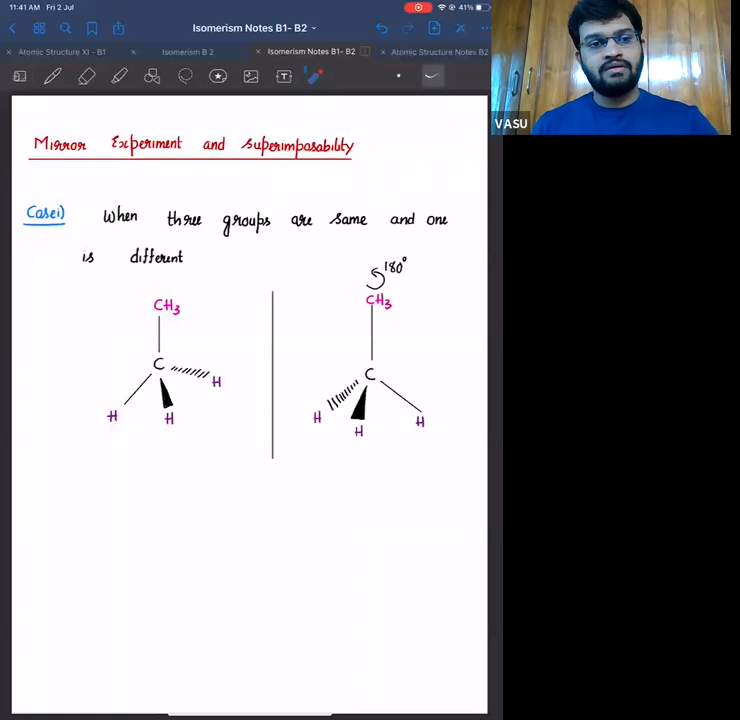 11:41 AM Fri 2 Jul
41%
Isomerism Notes B1- B2
Atomic Structure XI - B1
Isomerism B 2
Isomerism Notes B1- B2
Atomic Structure Notes B2
VASU
Mirror Experiment and Superimposability
Case i) When three groups are same and one
is different
180°
CH3 CH3
C H C
H H H H H